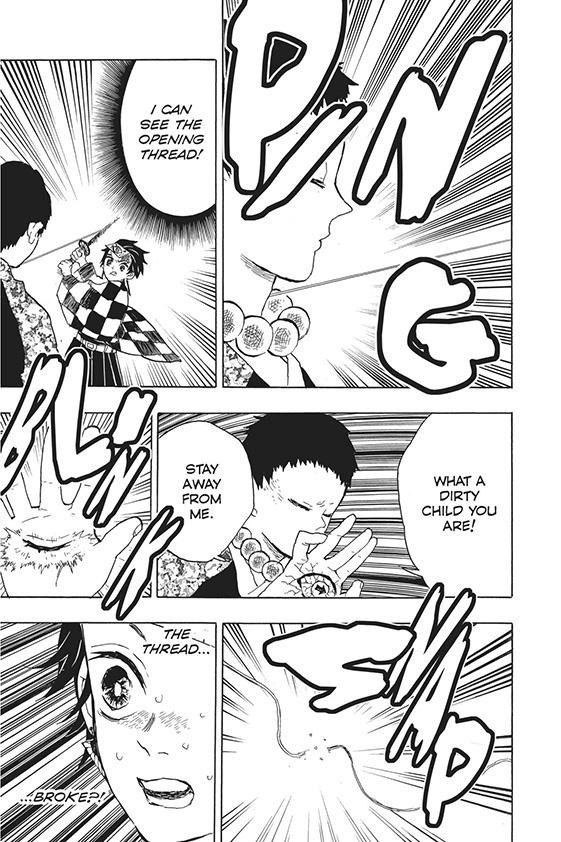 PING
I CAN
SEE THE
OPENING
THREAD!
WHAT A
DIRTY
CHILD YOU
ARE!
STAY
AWAY
FROM
ME.
BLINK
SNAP
THE
THREAD...
...BROKE?!